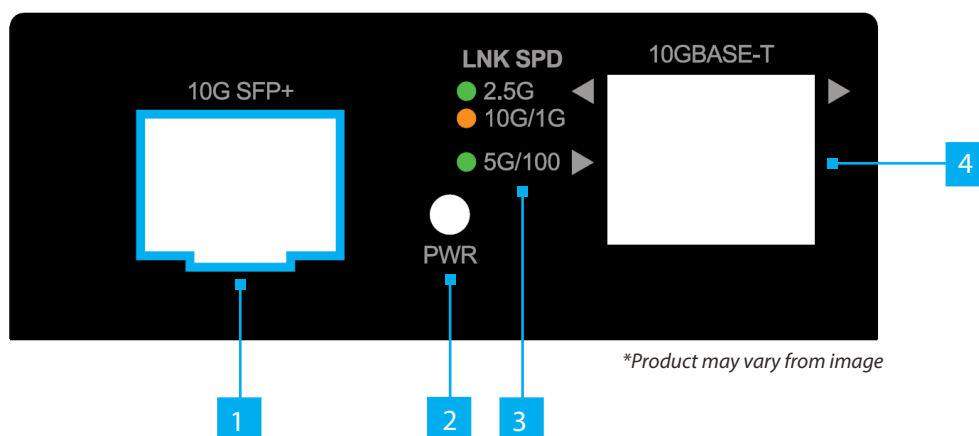 LNK SPD
10GBASE-T
10G SFP+
2.5G
10G/1G
5G/100
4
PWR
*Product may vary from image
1
2
3